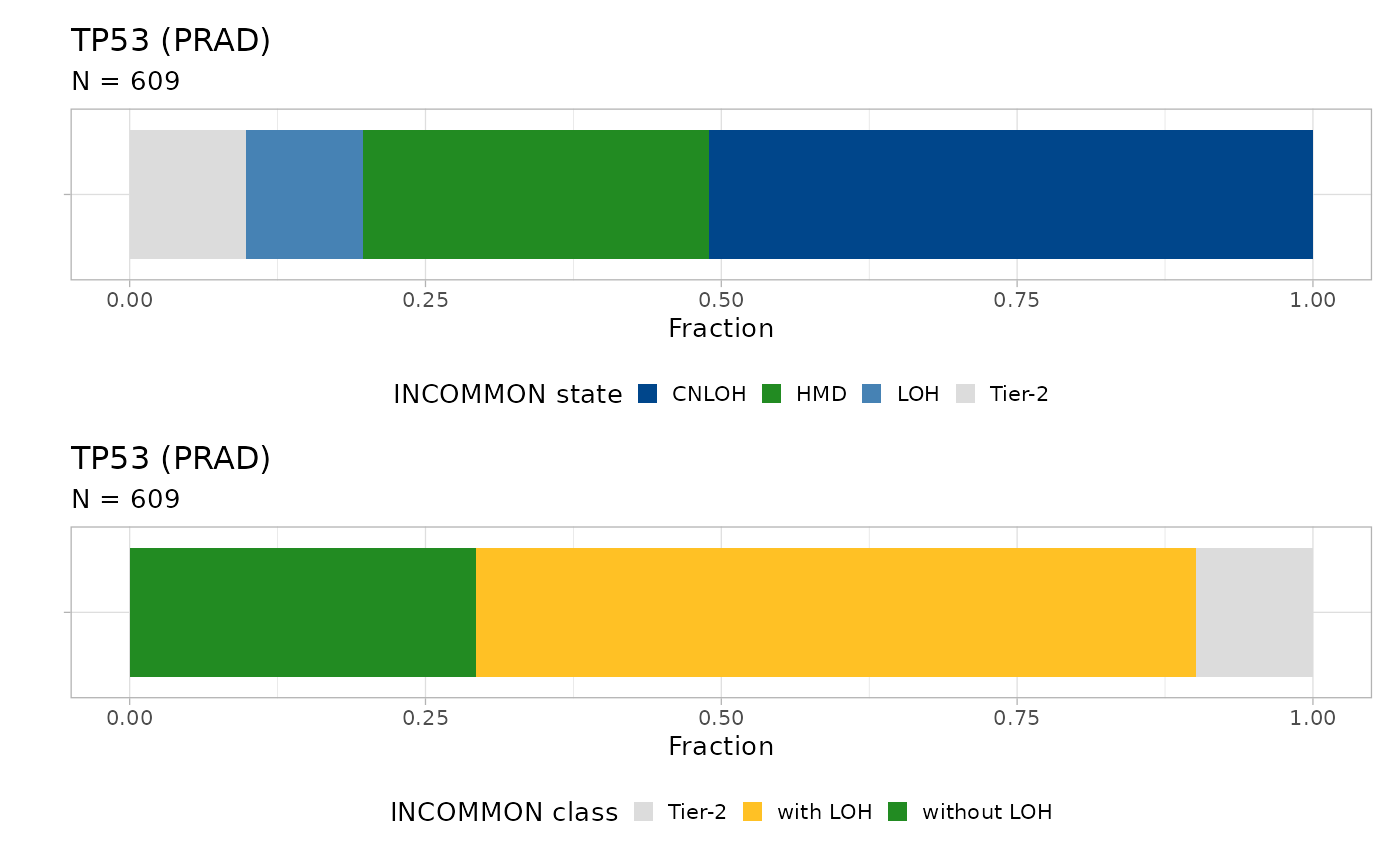 TP53 (PRAD)
N = 609
0.00 0.25 0.50 0.75 1.00
Fraction
INCOMMON state CNLOH HMD LOH Tier-2
TP53 (PRAD)
N = 609
0.00 0.25 0.50 0.75 1.00
Fraction
INCOMMON class Tier-2 with LOH without LOH